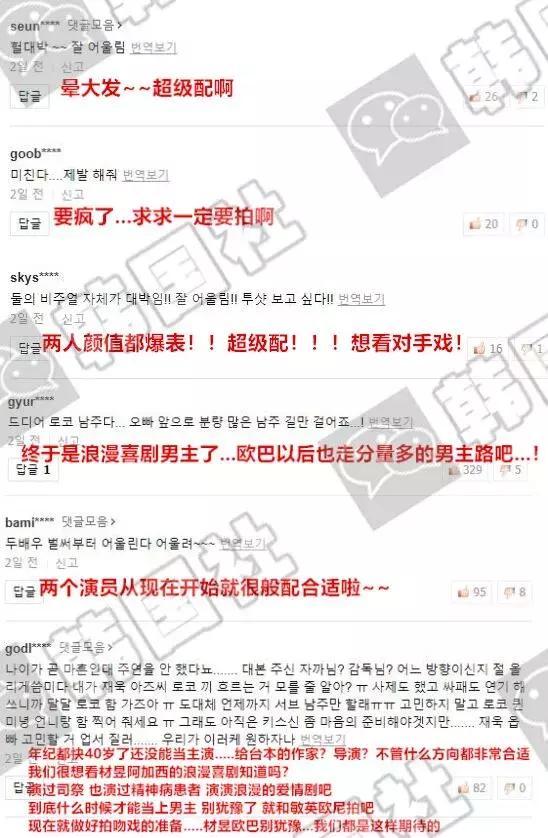 seun**** 댓글모음 >
헐대박 ~~ 잘 어울림 번역보기
2일 전 신고
답글
晕大发~~超级配啊
26 2
goob****
미친다....제발 해줘 번역보기
2일 전 신고
답글
要疯了...求求一定要拍啊
20 0
skys****
둘의 비주얼 자체가 대박임!! 잘 어울림!! 투샷 보고 싶다!! 번역보기
2일 전 신고
답글
两人颜值都爆表！！超级配！！！想看对手戏！
16 1
gyur****
드디어 로코 남주다... 오빠 앞으로 분량 많은 남주 길만 걸어죠...! 번역보기
2일 전 신고
终于是浪漫喜剧男主了...欧巴以后也走分量多的男主路吧...！
답글 1
329 5
bami**** 댓글모음 >
두배우 벌써부터 어울린다 어울려~~~ 번역보기
2일 전 신고
답글
两个演员从现在开始就很般配合适啦~~
95 8
godl**** 댓글모음 >
나이가 곧 마흔인대 주연을 안 했다뇨....... 대본 주신 자까님? 감독님? 어느 방향이신지 절 올
리게씀미다 대가 재욱 아즈씨 로코 끼 흐르는 거 모를 줄 알아? ㅠ 사제도 했고 싸패도 연기 해
쓰니까 달달 로코 함 가즈아 ㅠ 도대체 언제까지 서브 남주만 할래ㅠㅠ 고민하지 말고 로코 퀸
미녕 언니랑 함 찍어 줘세요 ㅠ 그래도 아직은 키스신 좀 마음의 준비해야겟지만...... 재욱 옵
빠 고민할 거 업서 질러....... 우리가 이러케 원하자나 번역보기
年纪都快40岁了还没能当主演.....给台本的作家？导演？不管什么方向都非常合适
我们很想看材昱阿加西的浪漫喜剧知道吗？
演过司祭 也演过精神病患者 演演浪漫的爱情剧吧
답글
82 0
到底什么时候才能当上男主 别犹豫了 就和敏英欧尼拍吧
现在就做好拍吻戏的准备.....材昱欧巴别犹豫...我们都是这样期待的
韩国社
韩国社
韩国社